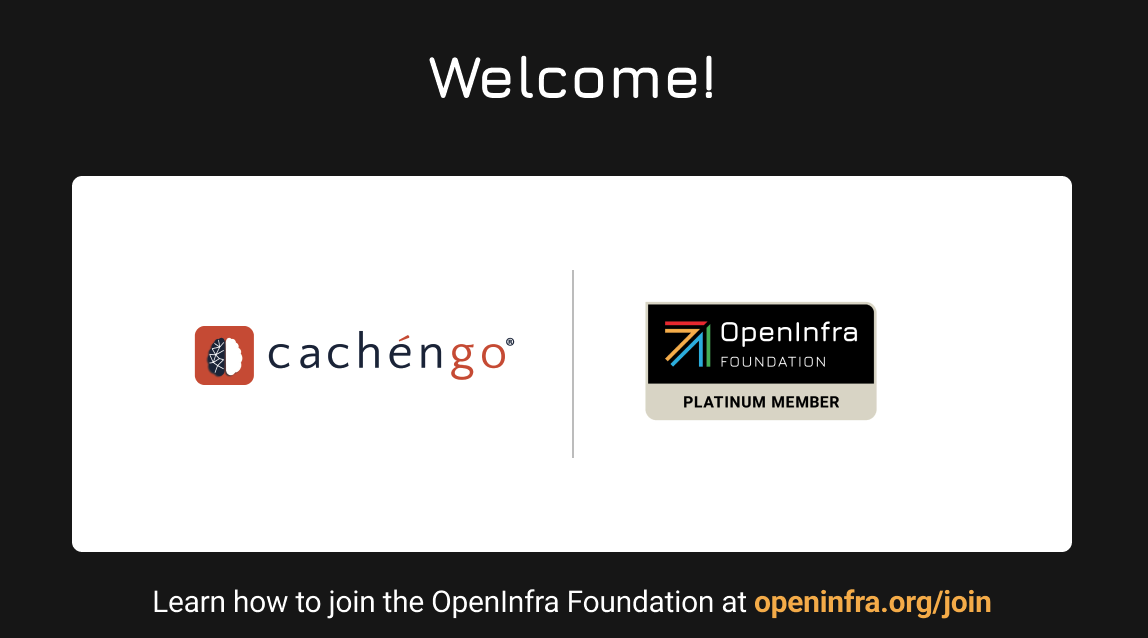 Welcome!
cachéngo®
OpenInfra
FOUNDATION
PLATINUM MEMBER
Learn how to join the OpenInfra Foundation at openinfra.org/join